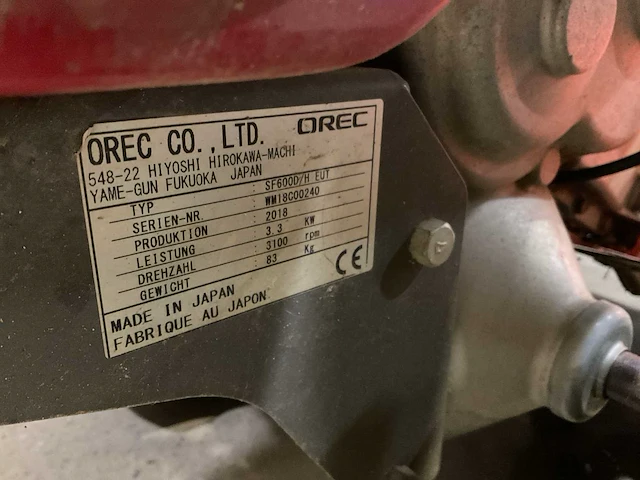 OREC CO.,LTD. OREC
548-22 HIYOSHI HIROKAWA-MACHI
YAME-GUN FUKUOKA JAPAN
TYP : SF600D/H EUT
SERIEN-NR. : WM18C00240
PRODUKTION : 2018
LEISTUNG : 3.3 KW
DREHZAHL : 3100 rpm
GEWICHT : 83 Kg
CE
MADE IN JAPAN
FABRIQUE AU JAPON